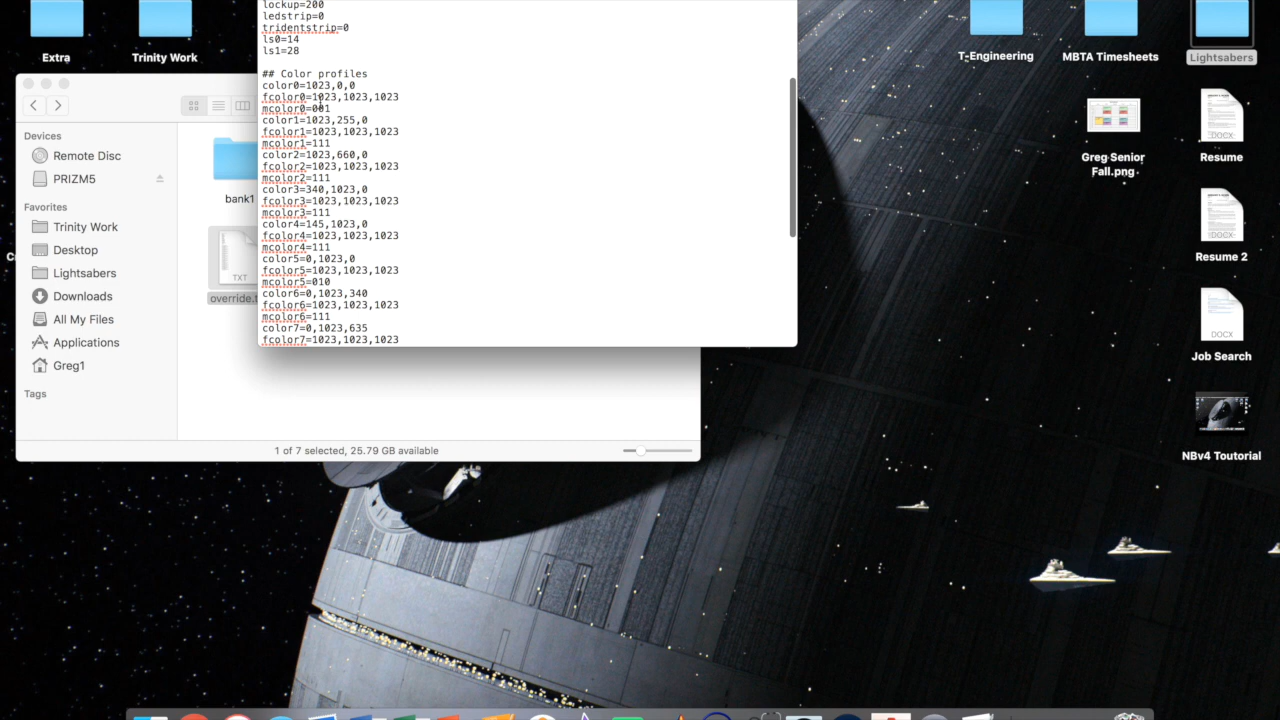 lockup=200
ledstrip=0
tridentstrip=0
ls0=14
ls1=28
## Color profiles
color0=1023,0,0
fcolor0=1023,1023,1023
mcolor0=001
color1=1023,255,0
fcolor1=1023,1023,1023
mcolor1=111
color2=1023,660,0
fcolor2=1023,1023,1023
mcolor2=111
color3=340,1023,0
fcolor3=1023,1023,1023
mcolor3=111
color4=145,1023,0
fcolor4=1023,1023,1023
mcolor4=111
color5=0,1023,0
fcolor5=1023,1023,1023
mcolor5=010
color6=0,1023,340
fcolor6=1023,1023,1023
mcolor6=111
color7=0,1023,635
fcolor7=1023,1023,1023
Extra
Trinity Work
Devices
Remote Disc
PRIZM5
Favorites
Trinity Work
Desktop
Lightsabers
Downloads
All My Files
Applications
Greg1
Tags
bank1
TXT
override.t
1 of 7 selected, 25.79 GB available
T-Engineering
MBTA Timesheets
Lightsabers
Greg Senior
Fall.png
DOCX
Resume
DOCX
Resume 2
DOCX
Job Search
NBv4 Toutorial